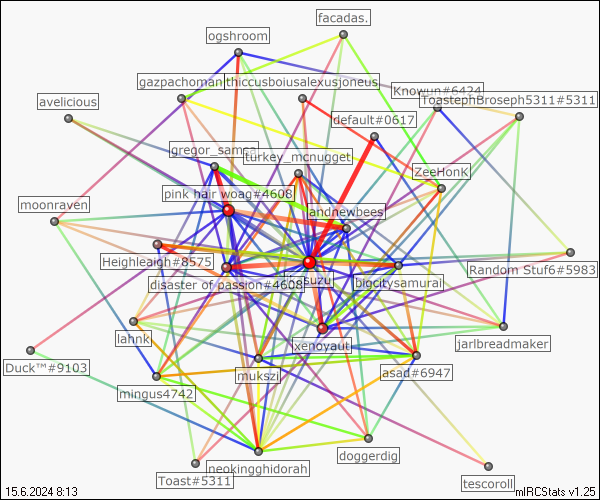 facadas.
ogshroom
gazpachoman
thiccusboiusalexusjoneus
Knowun#6424
avelicious
ToastephBroseph5311#5311
default#0617
gregor_samsa
turkey_mcnugget
ZeeHonk
pink hair woag#4608
moonraven
landnewbees
Heighleaigh#8575
Random Stuf6#5983
disaster of passion#4608
bigcitysamurai
xenoyaut
lahnk
jarlbreadmaker
Duck™#9103
mukszi
asad#6947
mingus4742
doggerdig
neokingghidorah
Toast#5311
tescoroll
15.6.2024 8:13
mIRCStats v1.25